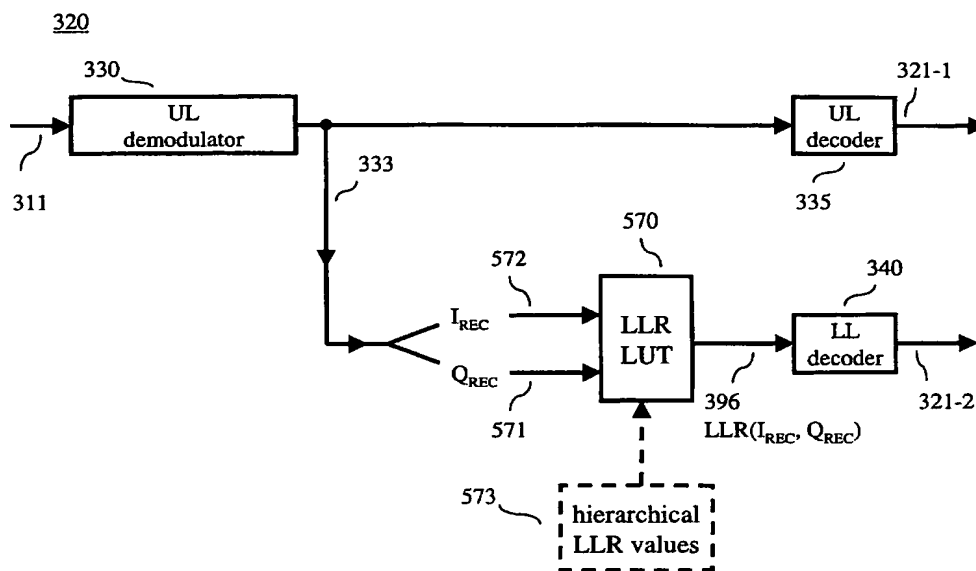 320
330
UL
demodulator
311
333
321-1
UL
decoder
335
570
572
I_REC
LLR
LUT
Q_REC
571
340
LL
decoder
396
321-2
LLR(I_REC, Q_REC)
573
hierarchical
LLR values